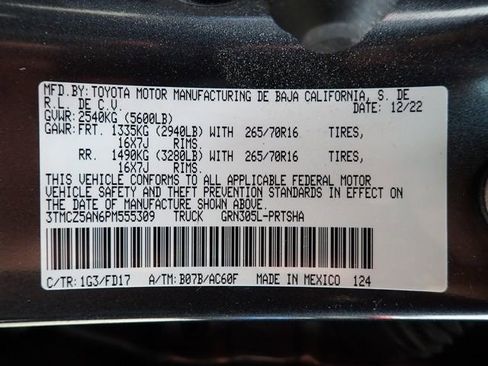 MFD.BY:TOYOTA MOTOR MANUFACTURING DE BAJA CALIFORNIA, S. DE
R.L. DE C.V. DATE: 12/22
GVWR: 2540KG (5600LB)
GAWR: FRT. 1335KG (2940LB) WITH 265/70R16 TIRES,
16X7J RIMS.
RR. 1490KG (3280LB) WITH 265/70R16 TIRES,
16X7J RIMS.
THIS VEHICLE CONFORMS TO ALL APPLICABLE FEDERAL MOTOR
VEHICLE SAFETY AND THEFT PREVENTION STANDARDS IN EFFECT ON
THE DATE OF MANUFACTURE SHOWN ABOVE.
3TMCZ5AN6PM555309 TRUCK GRN305L-PRTSHA
C/TR: 1G3/FD17 A/TM: B07B/AC60F MADE IN MEXICO 124